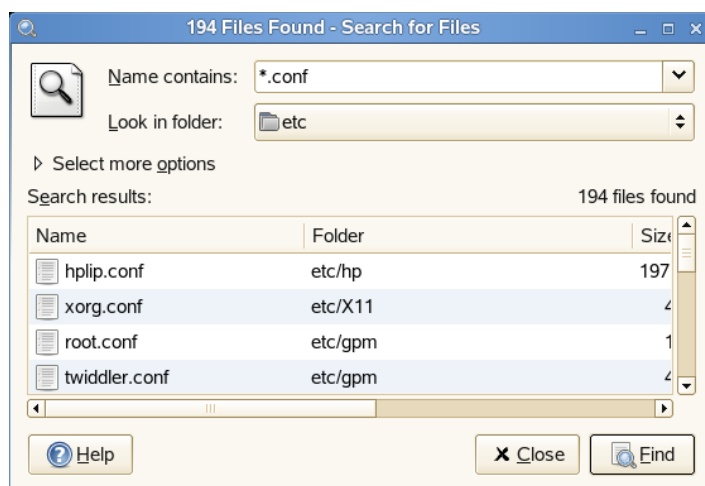 194 Files Found - Search for Files
Name contains: *.conf
Look in folder: etc
Select more options
Search results: 194 files found
Name Folder
hplip.conf etc/hp 197
xorg.conf etc/X11
root.conf etc/gpm
twiddler.conf etc/gpm
Help Close Find